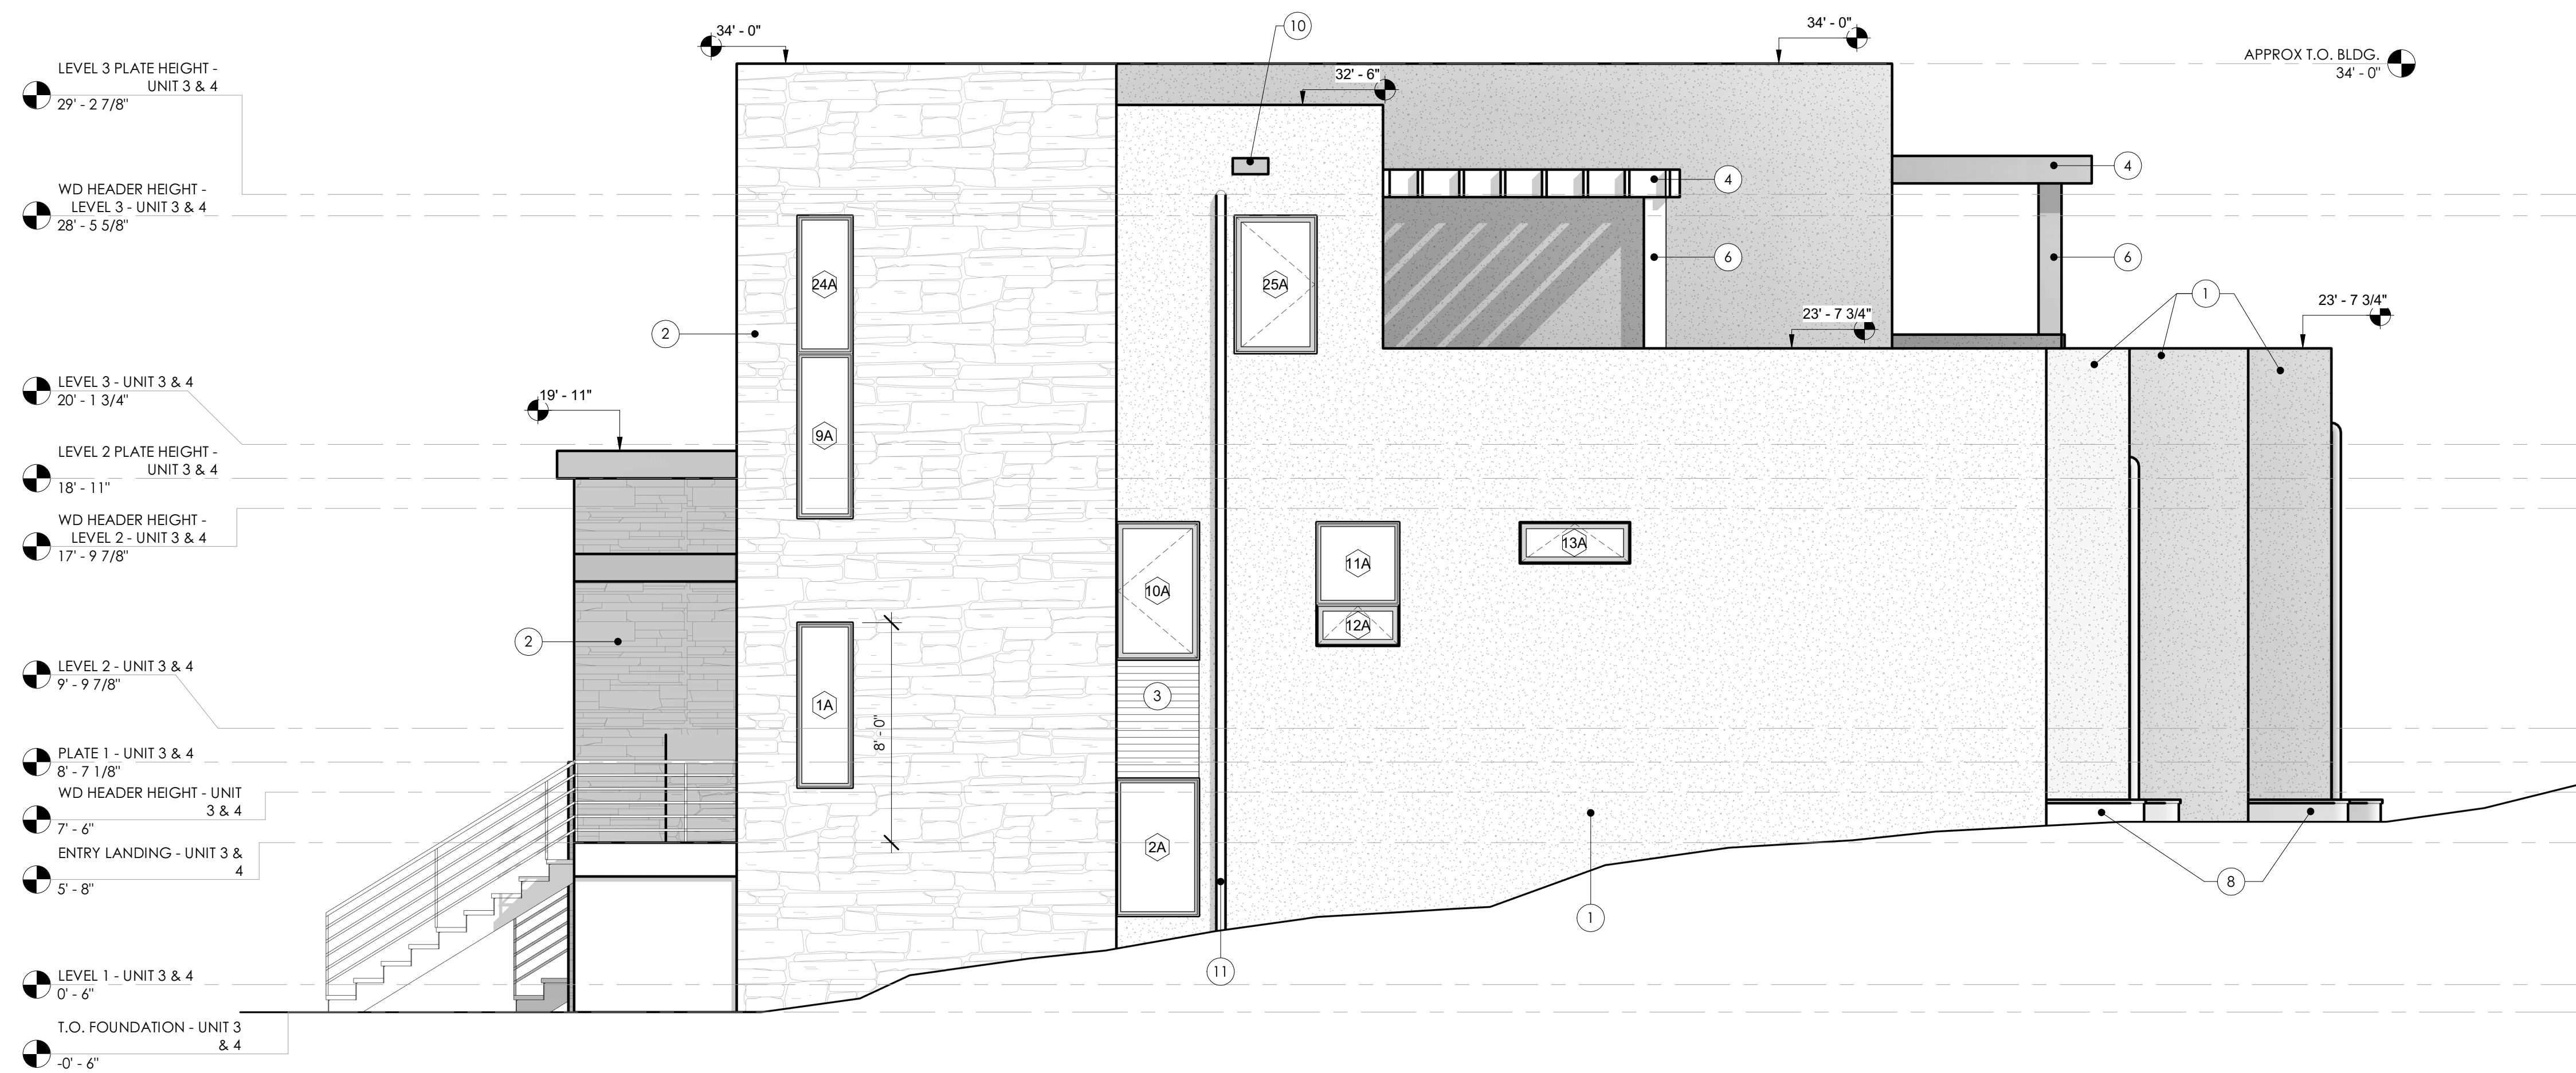 10
34' - 0"
34' - 0"
APPROX T.O. BLDG.
34' - 0"
LEVEL 3 PLATE HEIGHT -
UNIT 3 & 4
29' - 2 7/8"
32' - 6"
4
4
WD HEADER HEIGHT -
LEVEL 3 - UNIT 3 & 4
28' - 5 5/8"
6
6
24A
25A
1
23' - 7 3/4"
23' - 7 3/4"
2
LEVEL 3 - UNIT 3 & 4
20' - 1 3/4"
19' - 11"
9A
LEVEL 2 PLATE HEIGHT -
UNIT 3 & 4
18' - 11"
WD HEADER HEIGHT -
LEVEL 2 - UNIT 3 & 4
17' - 9 7/8"
13A
11A
10A
12A
2
LEVEL 2 - UNIT 3 & 4
9' - 9 7/8"
3
1A
8' - 0"
PLATE 1 - UNIT 3 & 4
8' - 7 1/8"
WD HEADER HEIGHT - UNIT
3 & 4
7' - 6"
2A
ENTRY LANDING - UNIT 3 &
4
5' - 8"
8
1
11
LEVEL 1 - UNIT 3 & 4
0' - 6"
T.O. FOUNDATION - UNIT 3
& 4
-0' - 6"